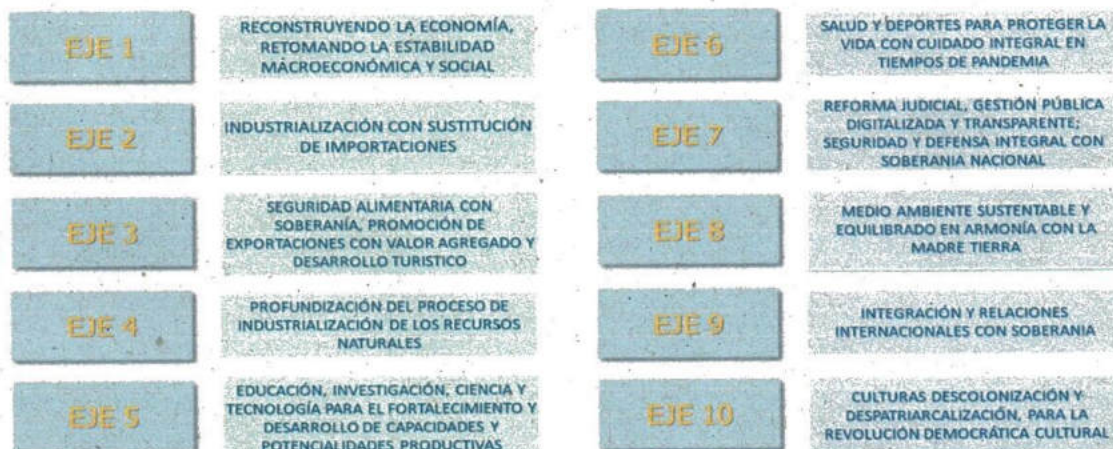 EJE 1
RECONSTRUYENDO LA ECONOMÍA,
RETOMANDO LA ESTABILIDAD
MACROECONÓMICA Y SOCIAL
EJE 2
INDUSTRIALIZACIÓN CON SUSTITUCIÓN
DE IMPORTACIONES
EJE 3
SEGURIDAD ALIMENTARIA CON
SOBERANÍA, PROMOCIÓN DE
EXPORTACIONES CON VALOR AGREGADO Y
DESARROLLO TURISTICO
EJE 4
PROFUNDIZACIÓN DEL PROCESO DE
INDUSTRIALIZACIÓN DE LOS RECURSOS
NATURALES
EJE 5
EDUCACIÓN, INVESTIGACIÓN, CIENCIA Y
TECNOLOGÍA PARA EL FORTALECIMIENTO Y
DESARROLLO DE CAPACIDADES Y
POTENCIALIDADES PRODUCTIVAS
EJE 6
SALUD Y DEPORTES PARA PROTEGER LA
VIDA CON CUIDADO INTEGRAL EN
TIEMPOS DE PANDEMIA
EJE 7
REFORMA JUDICIAL, GESTIÓN PÚBLICA
DIGITALIZADA Y TRANSPARENTE;
SEGURIDAD Y DEFENSA INTEGRAL CON
SOBERANIA NACIONAL
EJE 8
MEDIO AMBIENTE SUSTENTABLE Y
EQUILIBRADO EN ARMONÍA CON LA
MADRE TIERRA
EJE 9
INTEGRACIÓN Y RELACIONES
INTERNACIONALES CON SOBERANIA
EJE 10
CULTURAS DESCOLONIZACIÓN Y
DESPATRIARCALIZACIÓN, PARA LA
REVOLUCIÓN DEMOCRÁTICA CULTURAL